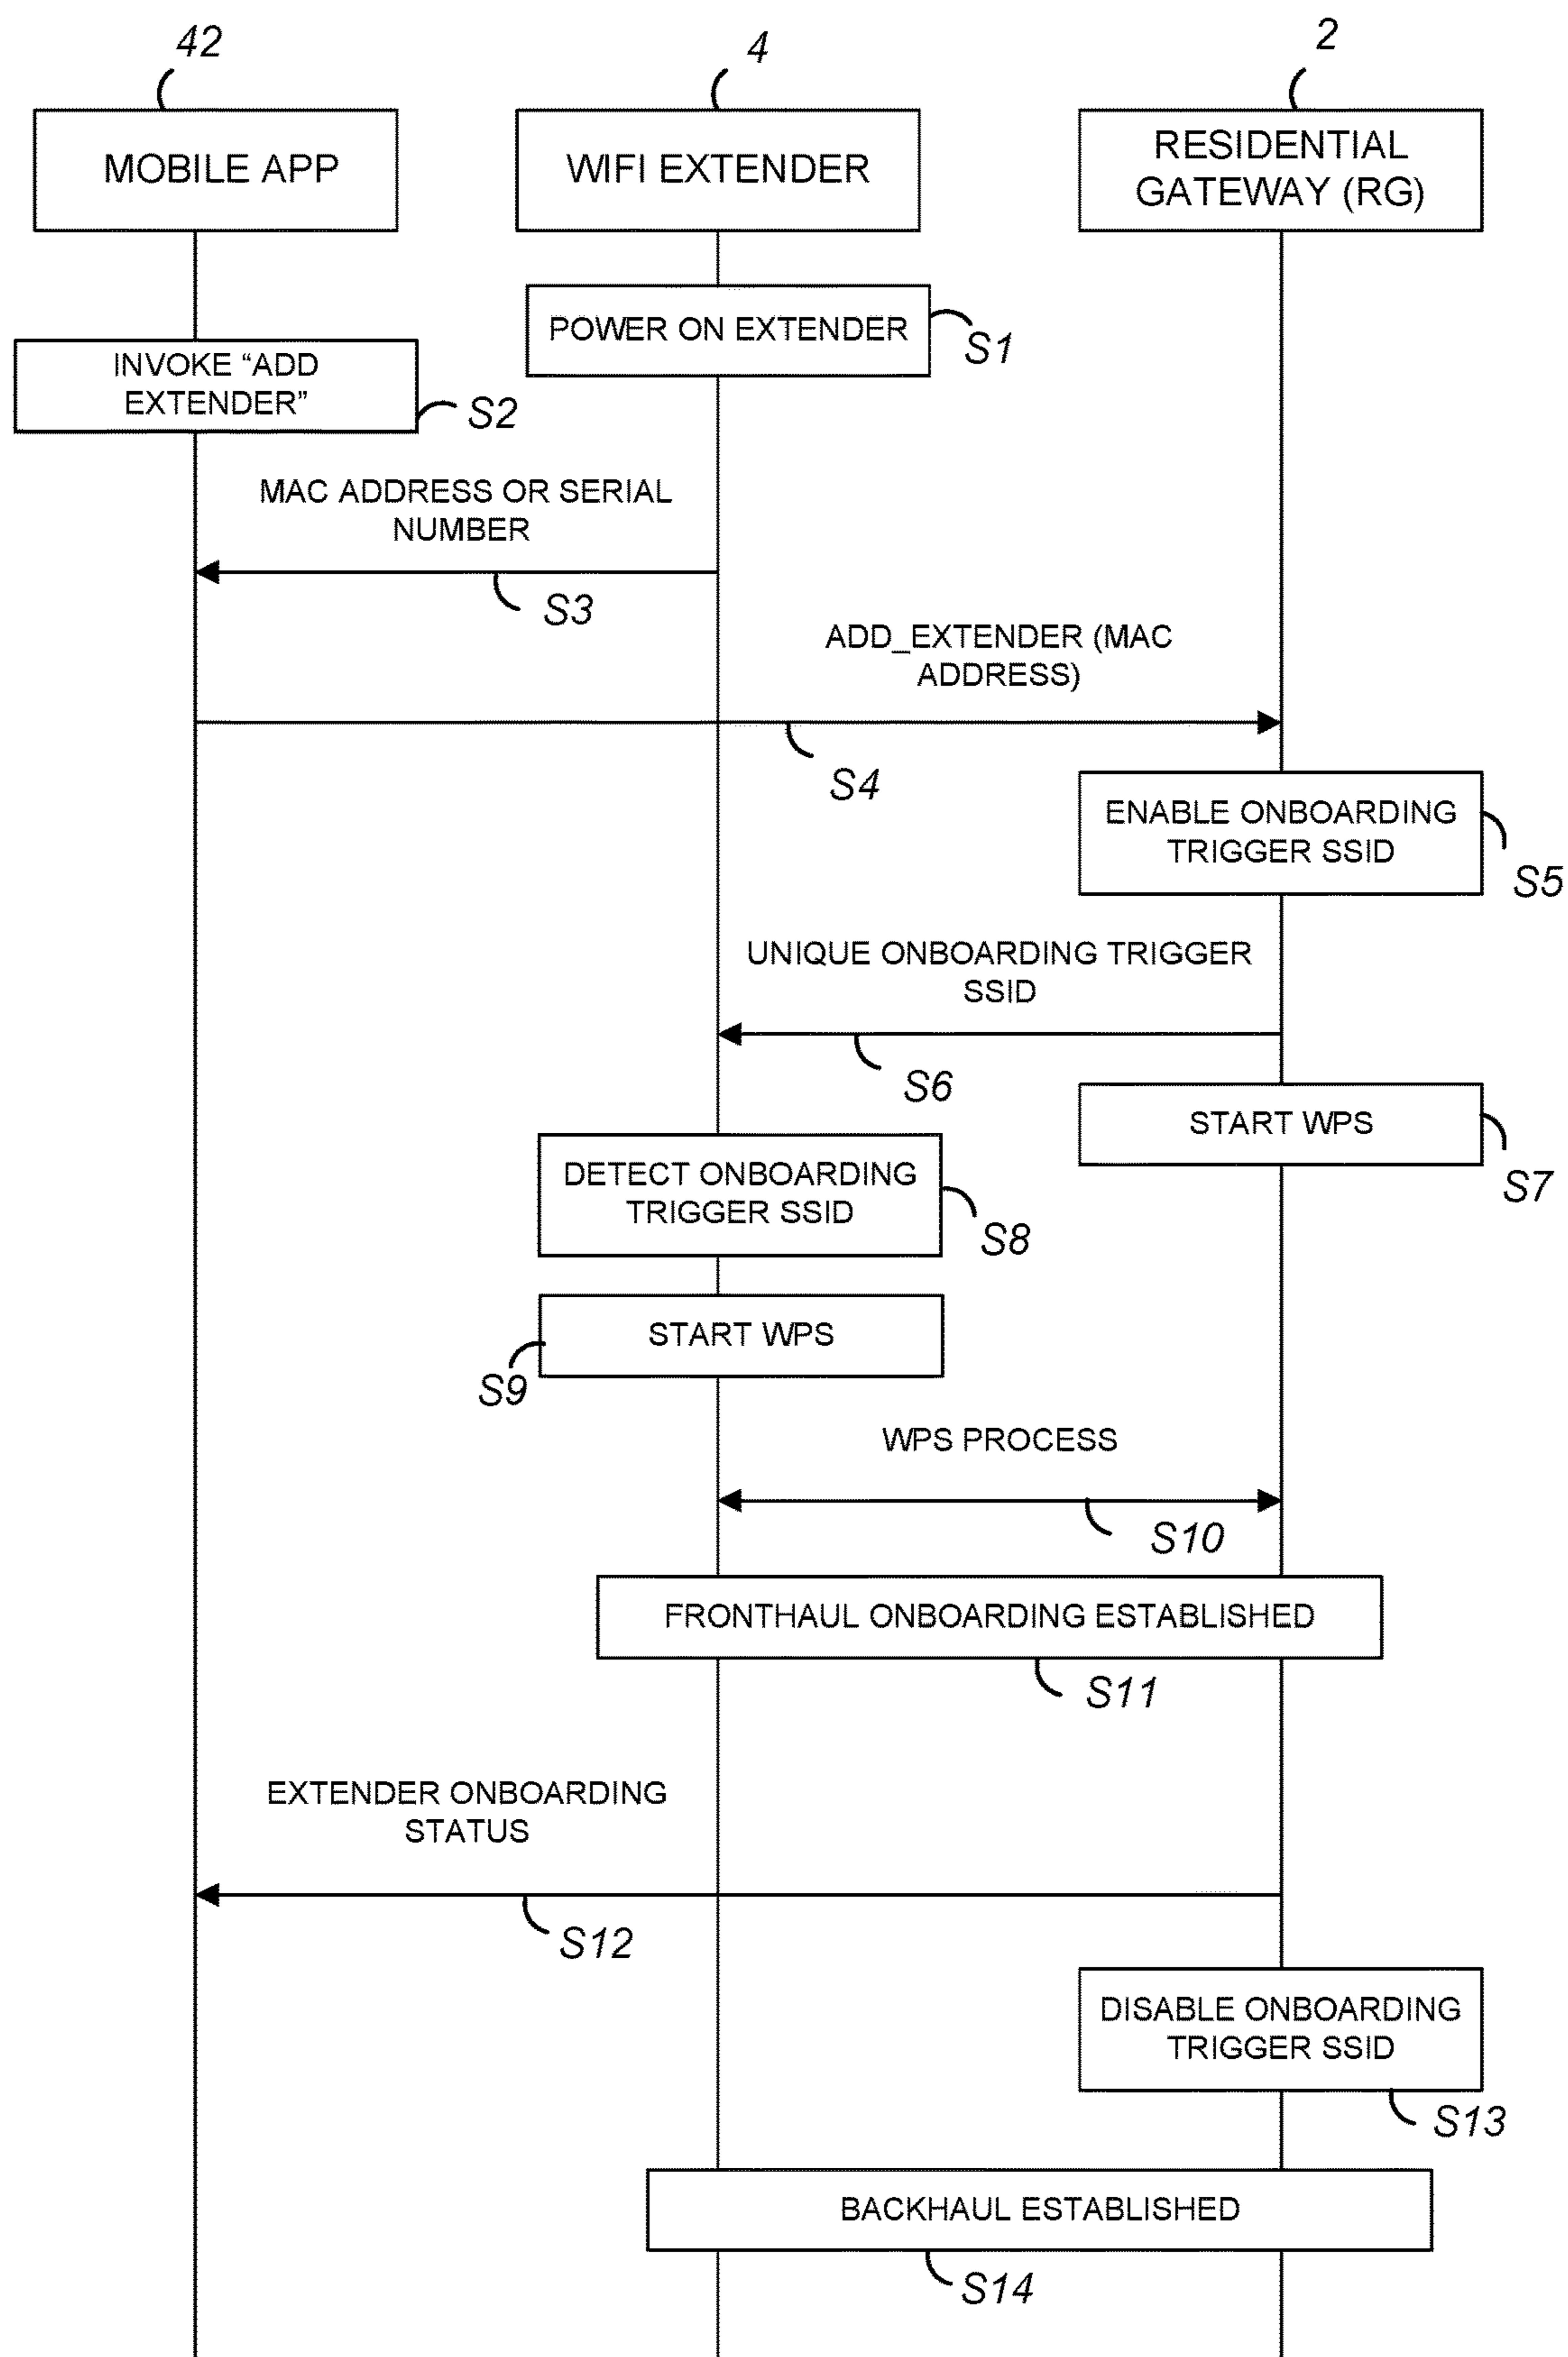 42
4
2
MOBILE APP
WIFI EXTENDER
RESIDENTIAL
GATEWAY (RG)
POWER ON EXTENDER
S1
INVOKE “ADD
EXTENDER”
S2
MAC ADDRESS OR SERIAL
NUMBER
S3
ADD_EXTENDER (MAC
ADDRESS)
S4
ENABLE ONBOARDING
TRIGGER SSID
S5
UNIQUE ONBOARDING TRIGGER
SSID
S6
START WPS
S7
DETECT ONBOARDING
TRIGGER SSID
S8
START WPS
S9
WPS PROCESS
S10
FRONTHAUL ONBOARDING ESTABLISHED
S11
EXTENDER ONBOARDING
STATUS
S12
DISABLE ONBOARDING
TRIGGER SSID
S13
BACKHAUL ESTABLISHED
S14